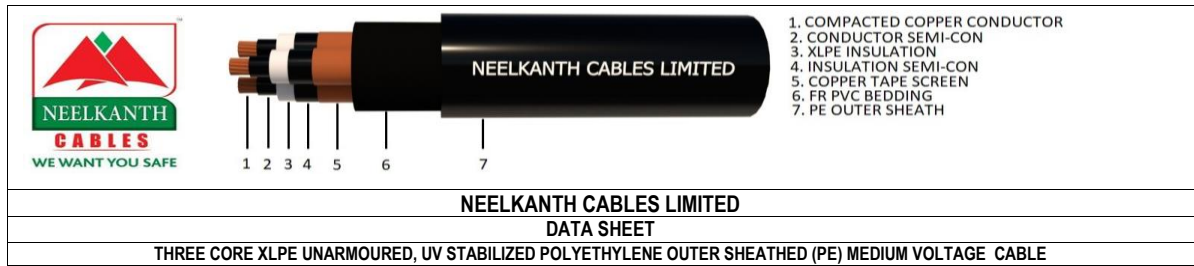 NEELKANTH
CABLES
WE WANT YOU SAFE
NEELKANTH CABLES LIMITED
1 2 3 4 5 6 7
1. COMPACTED COPPER CONDUCTOR
2. CONDUCTOR SEMI-CON
3. XLPE INSULATION
4. INSULATION SEMI-CON
5. COPPER TAPE SCREEN
6. FR PVC BEDDING
7. PE OUTER SHEATH
NEELKANTH CABLES LIMITED
DATA SHEET
THREE CORE XLPE UNARMOURED, UV STABILIZED POLYETHYLENE OUTER SHEATHED (PE) MEDIUM VOLTAGE CABLE